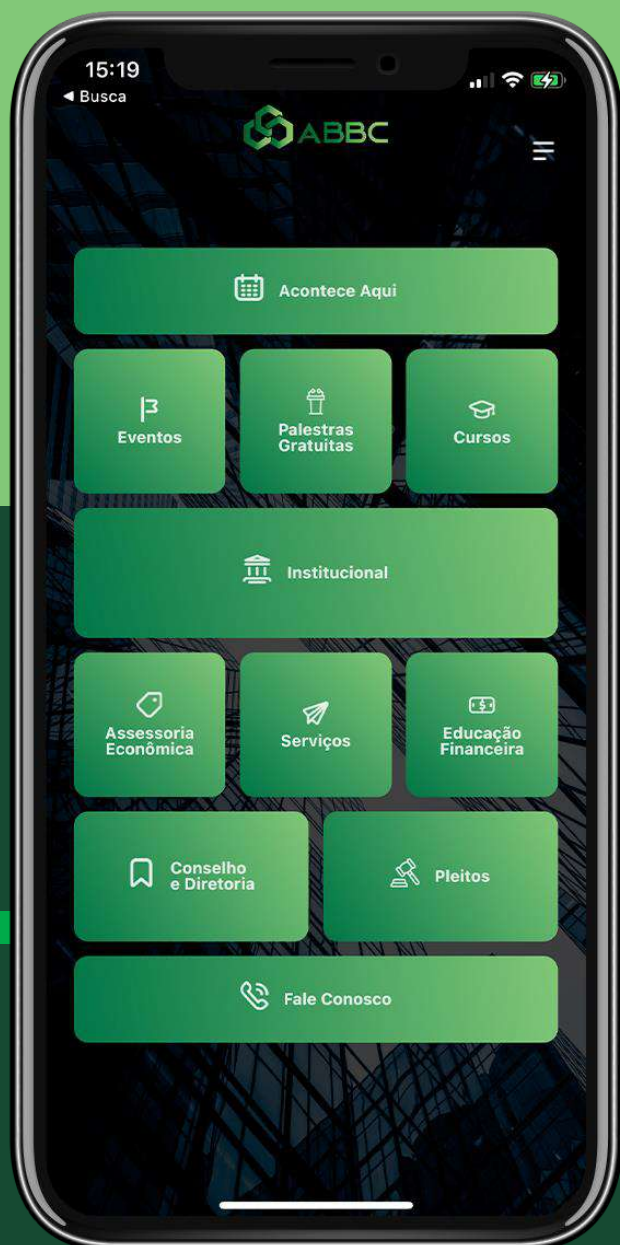 15:19
◀ Busca
ABBC
Acontece Aqui
Eventos
Palestras
Gratuitas
Cursos
Institucional
Assessoria
Econômica
Serviços
Educação
Financeira
Conselho
e Diretoria
Pleitos
Fale Conosco